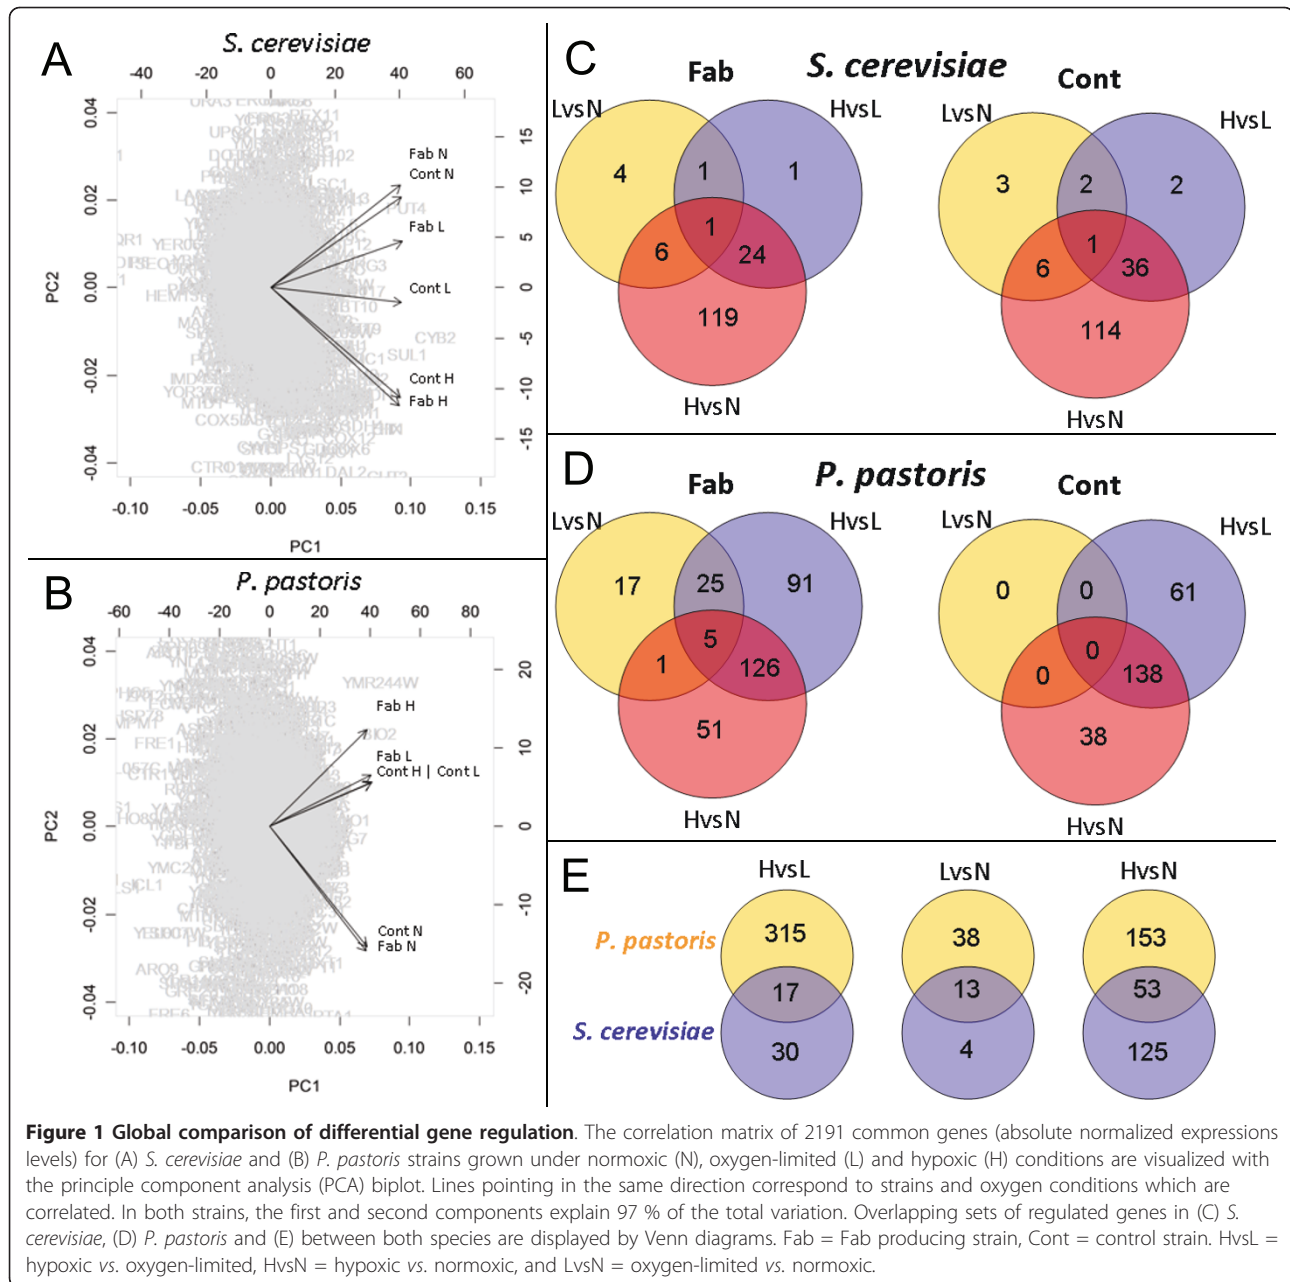 A
S. cerevisiae
-40 -20 0 20 40 60
0.04
0.02
0.00
-0.02
-0.04
PC2
15
10
5
0
-5
-10
-15
Fab N
Cont N
PUT4
Fab L
Cont L
CYB2
SUL1
Cont H
Fab H
-0.10 -0.05 0.00 0.05 0.10 0.15
PC1
B
P. pastoris
-60 -40 -20 0 20 40 60 80
0.04
0.02
0.00
-0.02
-0.04
PC2
20
10
0
-10
-20
YMR244W
Fab H
FRE1
Fab L
Cont H | Cont L
Cont N
Fab N
ARO9
-0.10 -0.05 0.00 0.05 0.10 0.15
PC1
C
S. cerevisiae
Fab
LvsN
HvsL
4 1 1
1
6 24
119
HvsN
Cont
LvsN
HvsL
3 2 2
1
6 36
114
HvsN
D
P. pastoris
Fab
LvsN
HvsL
17 25 91
5
1 126
51
HvsN
Cont
LvsN
HvsL
0 0 61
0
0 138
38
HvsN
E
HvsL LvsN HvsN
P. pastoris
315 38 153
17 13 53
S. cerevisiae
30 4 125
Figure 1 Global comparison of differential gene regulation. The correlation matrix of 2191 common genes (absolute normalized expressions
levels) for (A) S. cerevisiae and (B) P. pastoris strains grown under normoxic (N), oxygen-limited (L) and hypoxic (H) conditions are visualized with
the principle component analysis (PCA) biplot. Lines pointing in the same direction correspond to strains and oxygen conditions which are
correlated. In both strains, the first and second components explain 97 % of the total variation. Overlapping sets of regulated genes in (C) S.
cerevisiae, (D) P. pastoris and (E) between both species are displayed by Venn diagrams. Fab = Fab producing strain, Cont = control strain. HvsL =
hypoxic vs. oxygen-limited, HvsN = hypoxic vs. normoxic, and LvsN = oxygen-limited vs. normoxic.